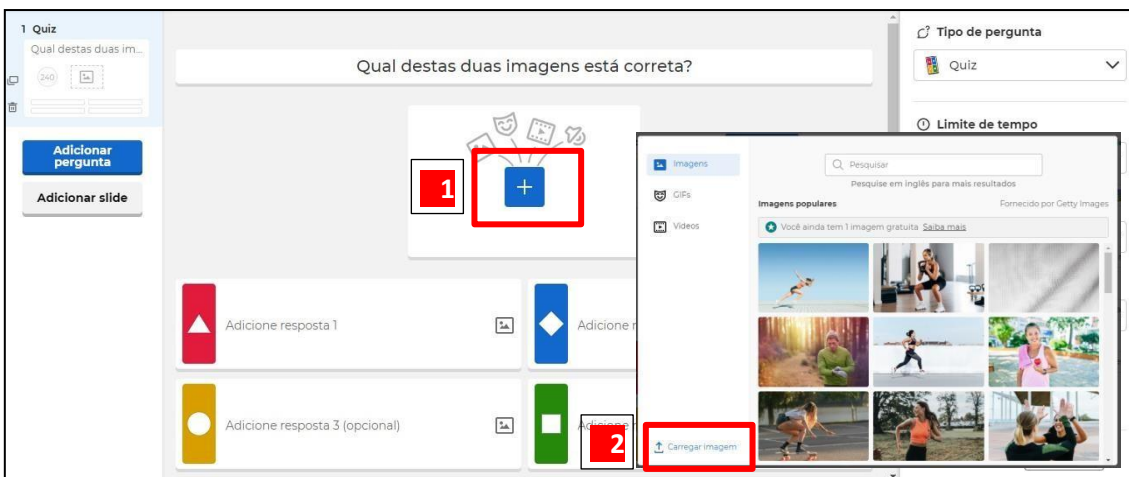 1 Quiz
Qual destas duas im...
240
Adicionar
pergunta
Adicionar slide
Qual destas duas imagens está correta?
1
Adicione resposta 1
Adicione r
Adicione resposta 3 (opcional)
2
Tipo de pergunta
Quiz
Limite de tempo
Imagens
GIFs
Vídeos
Carregar imagem
Pesquisar
Pesquise em inglês para mais resultados
Imagens populares
Fornecido por Getty Images
Você ainda tem 1 imagem gratuita Saiba mais